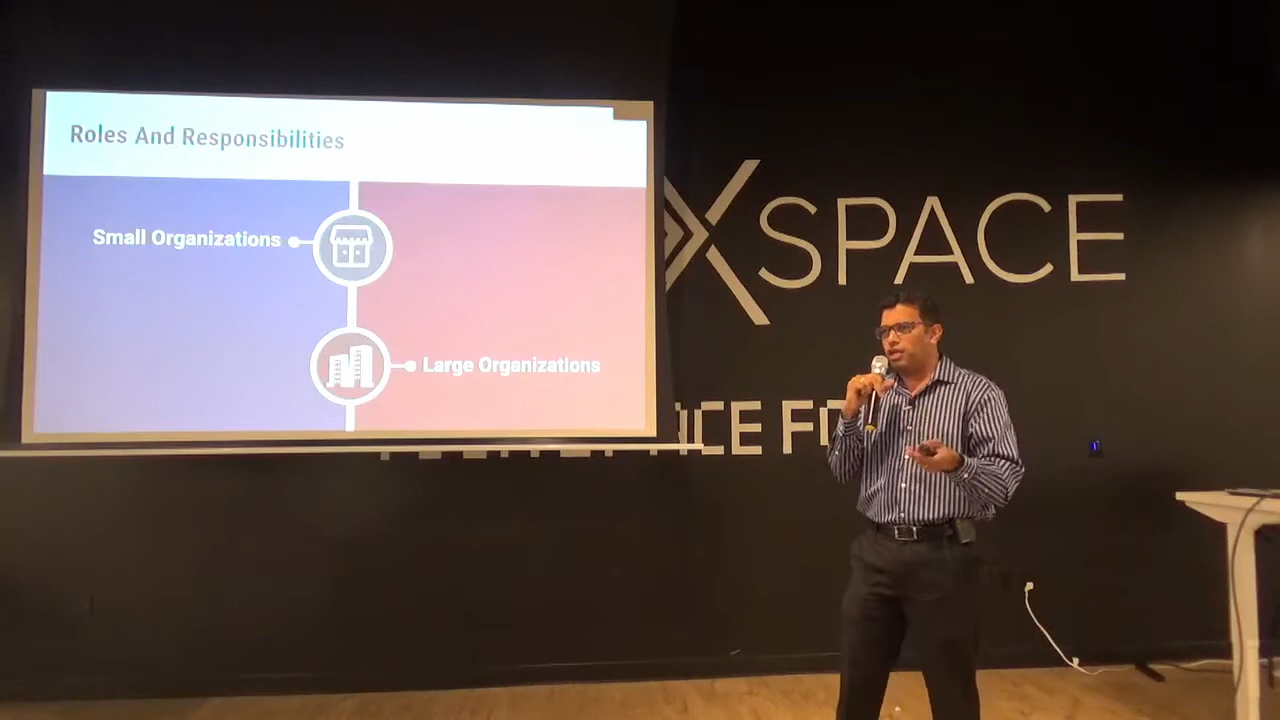 Roles And Responsibilities
Small Organizations
Large Organizations
XSPACE